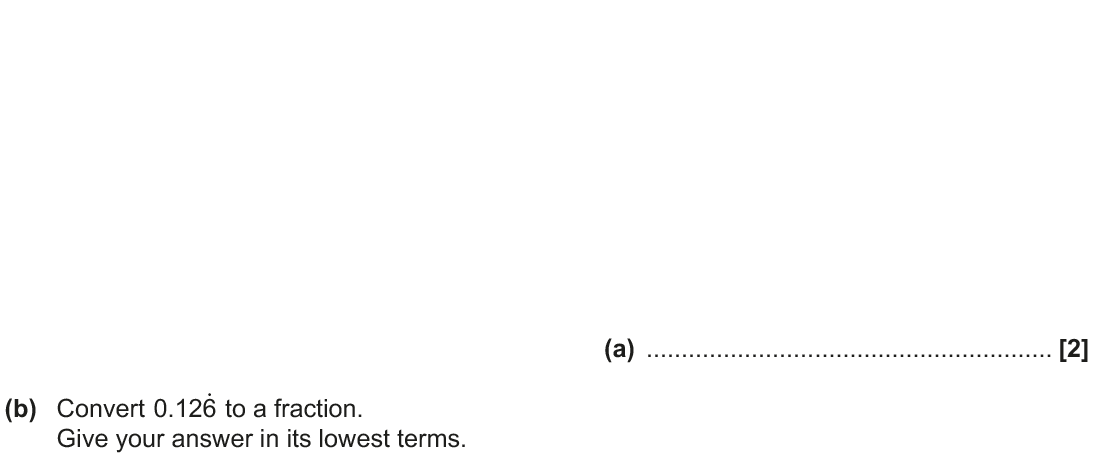 (a) ........................................................... [2]
(b) Convert 0.126̇ to a fraction.
Give your answer in its lowest terms.